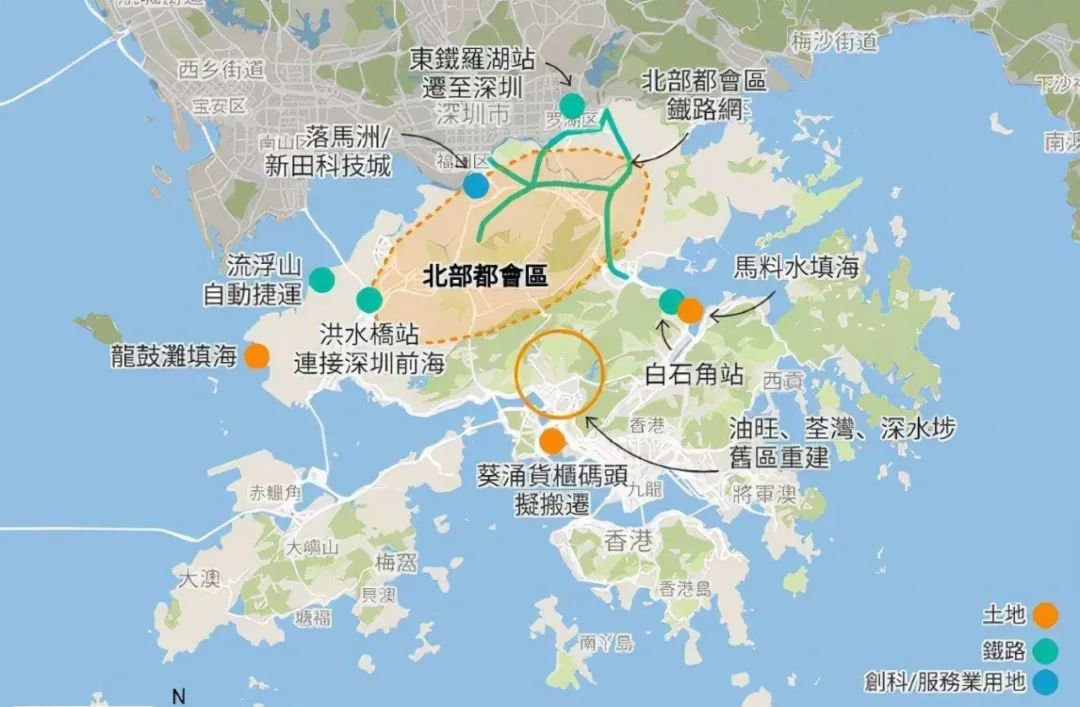 西乡街道
宝安区
南山区
落馬洲/
新田科技城
東鐵羅湖站
遷至深圳
深圳市
罗湖区
福田区
北部都會區
鐵路網
梅沙街道
流浮山
自動捷運
北部都會區
洪水橋站
連接深圳前海
龍鼓灘填海
馬料水填海
白石角站
西貢
香港
油旺、荃灣、深水埗
舊區重建
葵涌貨櫃碼頭
擬搬遷
九龍
將軍澳
赤鱲角
大嶼山
梅窩
大澳
貝澳
塘福
香港
香港島
南丫島
土地
鐵路
創科/服務業用地
N